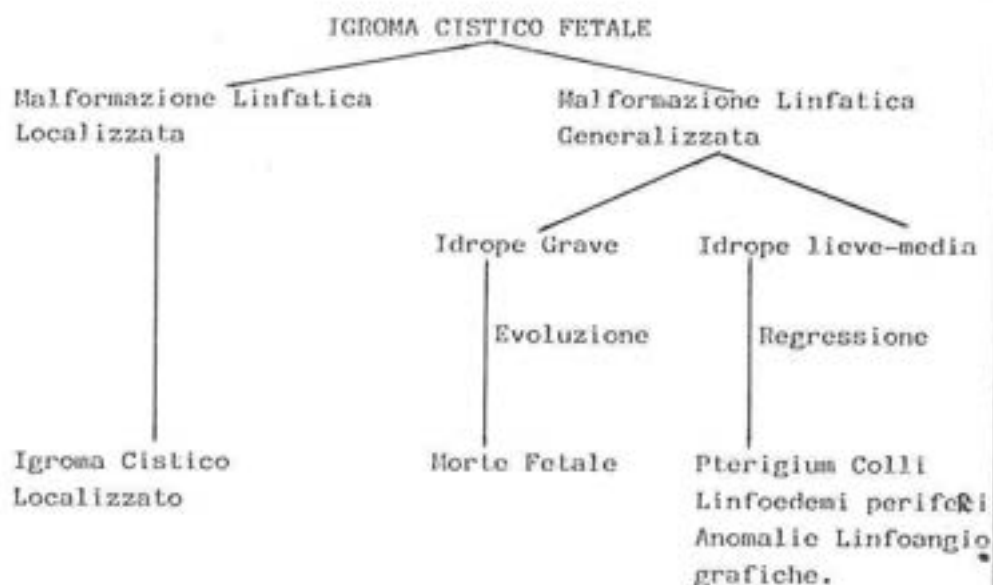 IGROMA CISTICO FETALE
Malformazione Linfatica
Localizzata
Malformazione Linfatica
Generalizzata
Idrope Grave
Idrope lieve-media
Evoluzione
Regressione
Igroma Cistico
Localizzato
Morte Fetale
Pterigium Colli
Linfoedemi perifeRi
Anomalie Linfoangio
grafiche.